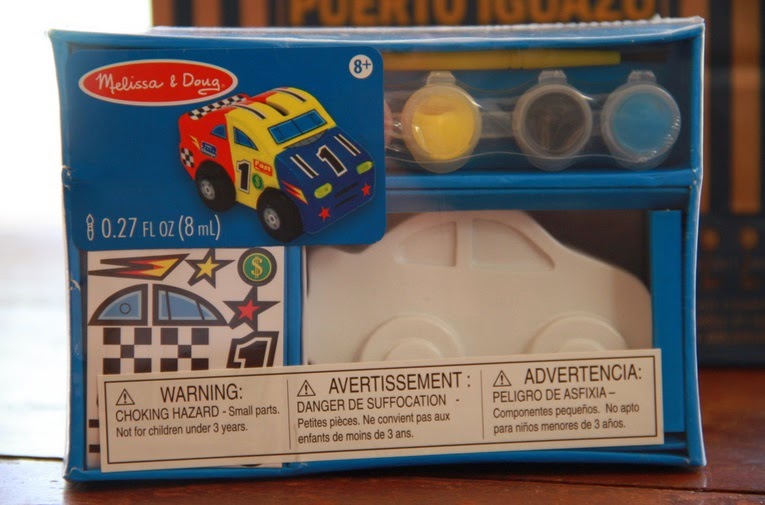 PUERTO IGUAZO
Melissa & Doug
8+
1
1
0.27 FL OZ (8 mL)
$
1
WARNING:
CHOKING HAZARD - Small parts.
Not for children under 3 years.
AVERTISSEMENT :
DANGER DE SUFFOCATION -
Petites pièces. Ne convient pas aux
enfants de moins de 3 ans.
ADVERTENCIA:
PELIGRO DE ASFIXIA –
Componentes pequeños. No apto
para niños menores de 3 años.